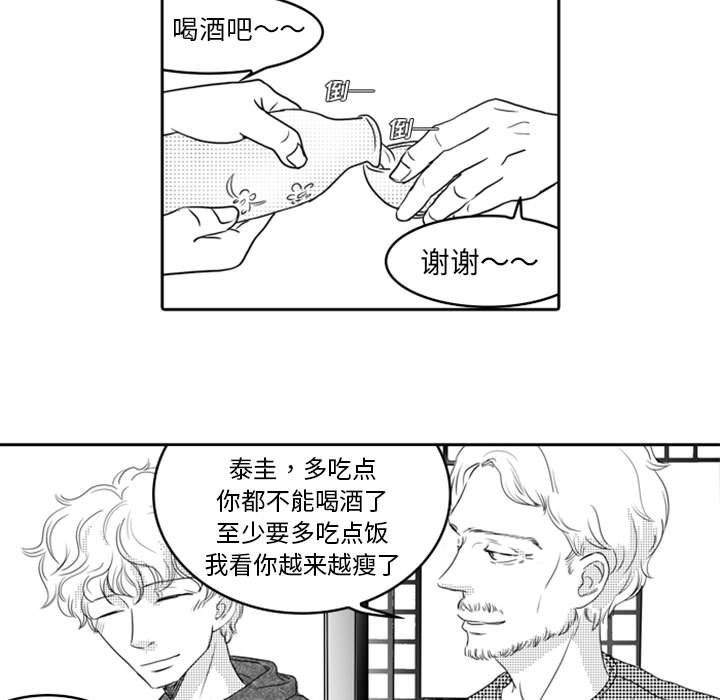 喝酒吧～～
倒—
倒—
谢谢～～
泰圭，多吃点
你都不能喝酒了
至少要多吃点饭
我看你越来越瘦了